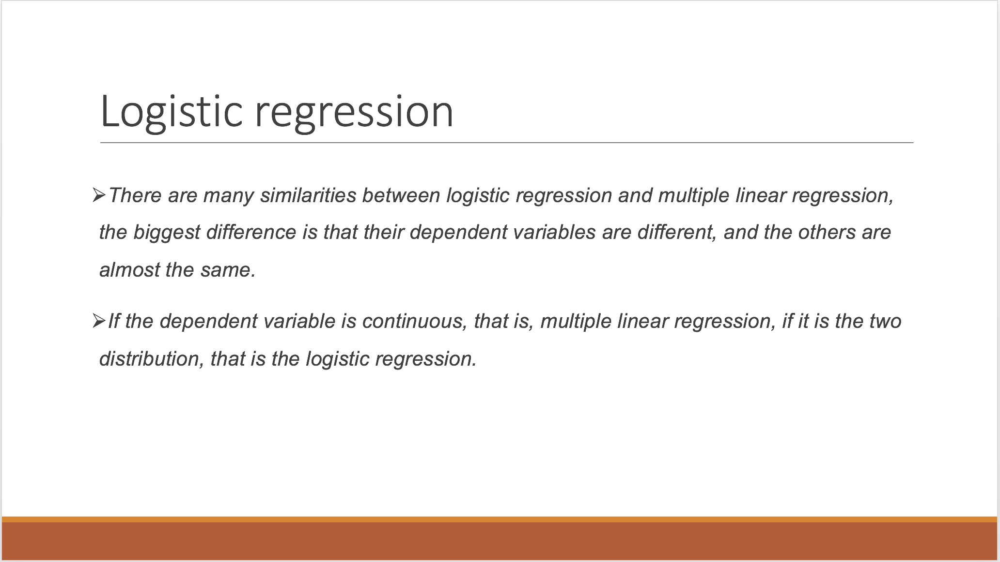 Logistic regression
➢There are many similarities between logistic regression and multiple linear regression,
the biggest difference is that their dependent variables are different, and the others are
almost the same.
➢If the dependent variable is continuous, that is, multiple linear regression, if it is the two
distribution, that is the logistic regression.